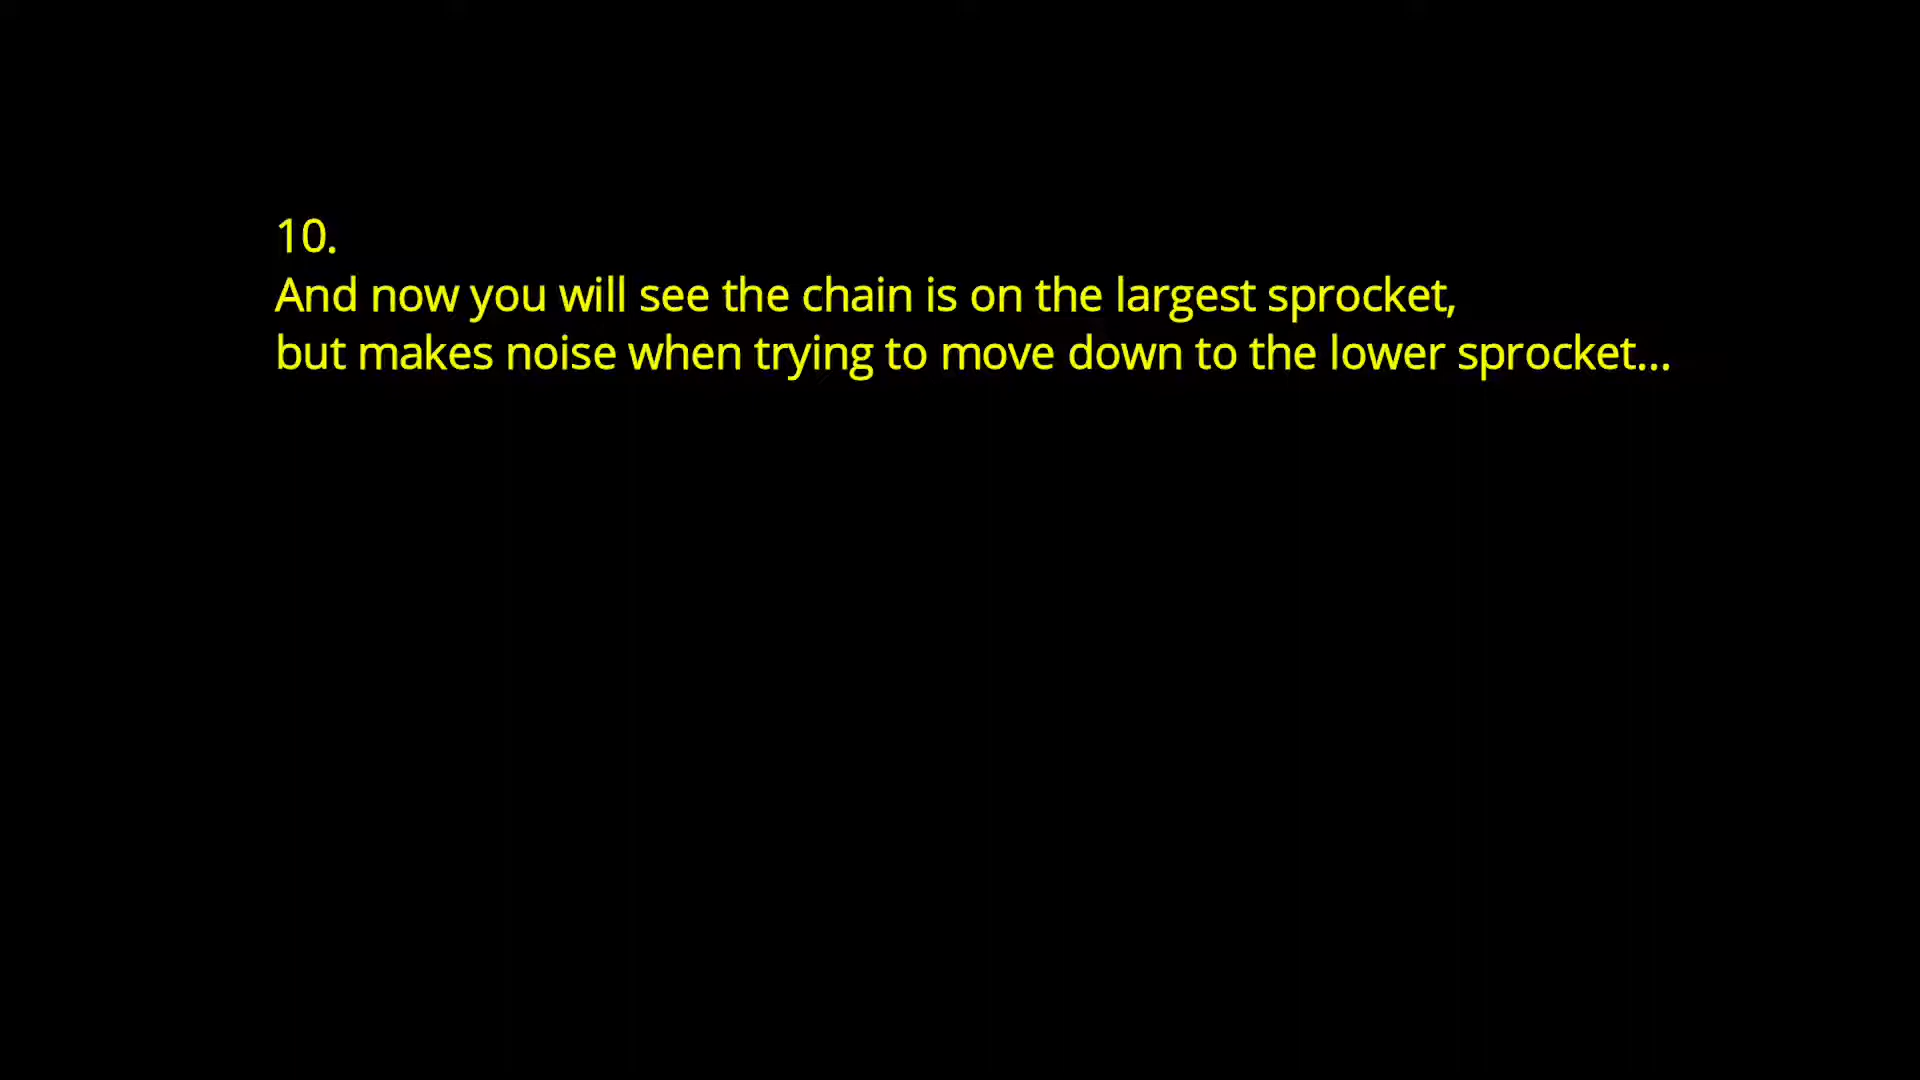 10.
And now you will see the chain is on the largest sprocket,
but makes noise when trying to move down to the lower sprocket...